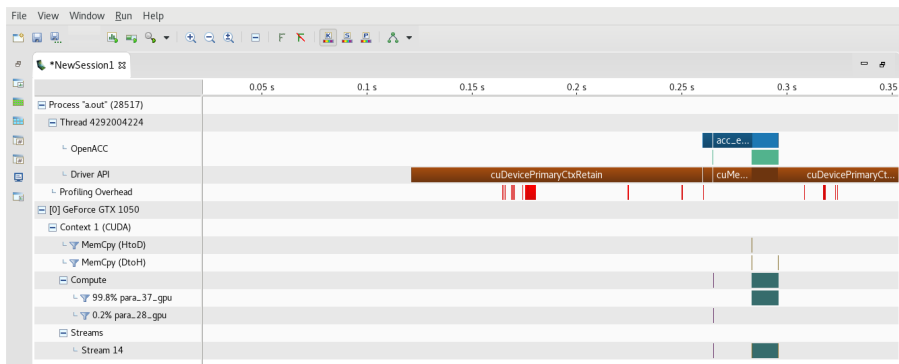 File View Window Run Help
*NewSession1
0.05 s 0.1 s 0.15 s 0.2 s 0.25 s 0.3 s 0.35
Process "a.out" (28517)
Thread 4292004224
OpenACC acc_e...
Driver API cuDevicePrimaryCtxRetain cuMe... cuDevicePrimaryCt...
Profiling Overhead
[0] GeForce GTX 1050
Context 1 (CUDA)
MemCpy (HtoD)
MemCpy (DtoH)
Compute
99.8% para_37_gpu
0.2% para_28_gpu
Streams
Stream 14